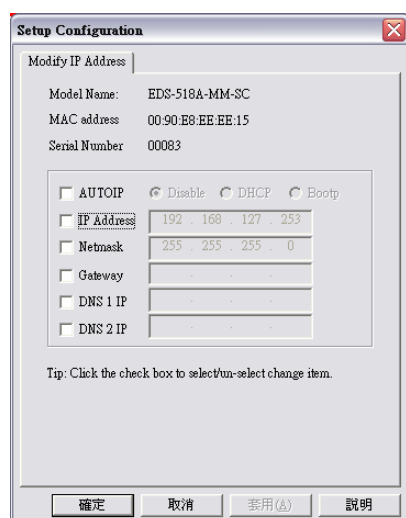 Setup Configuration
Modify IP Address
Model Name: EDS-518A-MM-SC
MAC address 00:90:E8:EE:EE:15
Serial Number 00083
AUTOIP Disable DHCP Bootp
IP Address 192 . 168 . 127 . 253
Netmask 255 . 255 . 255 . 0
Gateway . . .
DNS 1 IP . . .
DNS 2 IP . . .
Tip: Click the check box to select/un-select change item.
確定 取消 套用(A) 說明